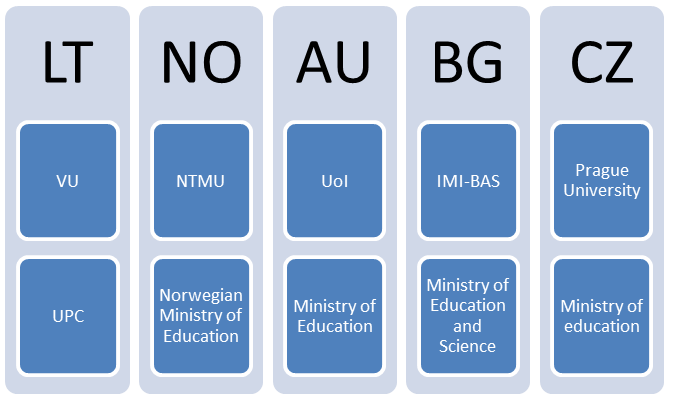 LT
VU
UPC
NO
NTMU
Norwegian
Ministry of
Education
AU
UoI
Ministry of
Education
BG
IMI-BAS
Ministry of
Education
and
Science
CZ
Prague
University
Ministry of
education